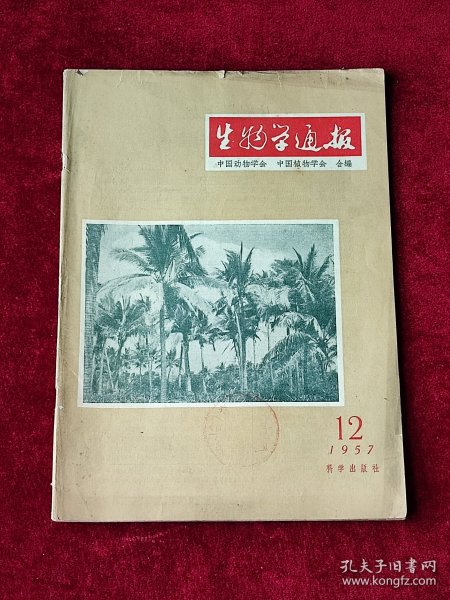 生物学通报
中国动物学会 中国植物学会 合编
12
1957
科学出版社
孔夫子旧书网
www.kongfz.com